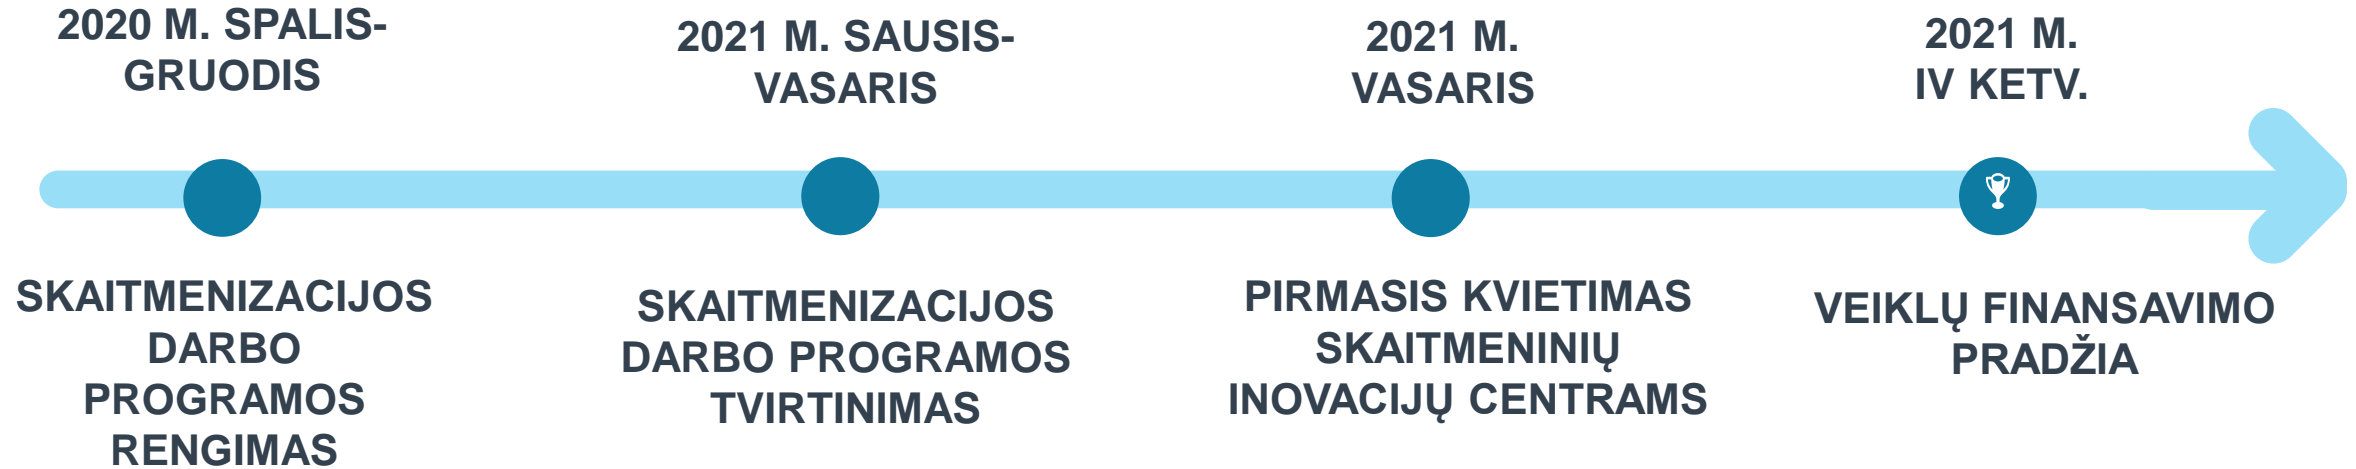 2020 M. SPALIS-
GRUODIS
2021 M. SAUSIS-
VASARIS
2021 M.
VASARIS
2021 M.
IV KETV.
SKAITMENIZACIJOS
DARBO
PROGRAMOS
RENGIMAS
SKAITMENIZACIJOS
DARBO PROGRAMOS
TVIRTINIMAS
PIRMASIS KVIETIMAS
SKAITMENINIŲ
INOVACIJŲ CENTRAMS
VEIKLŲ FINANSAVIMO
PRADŽIA